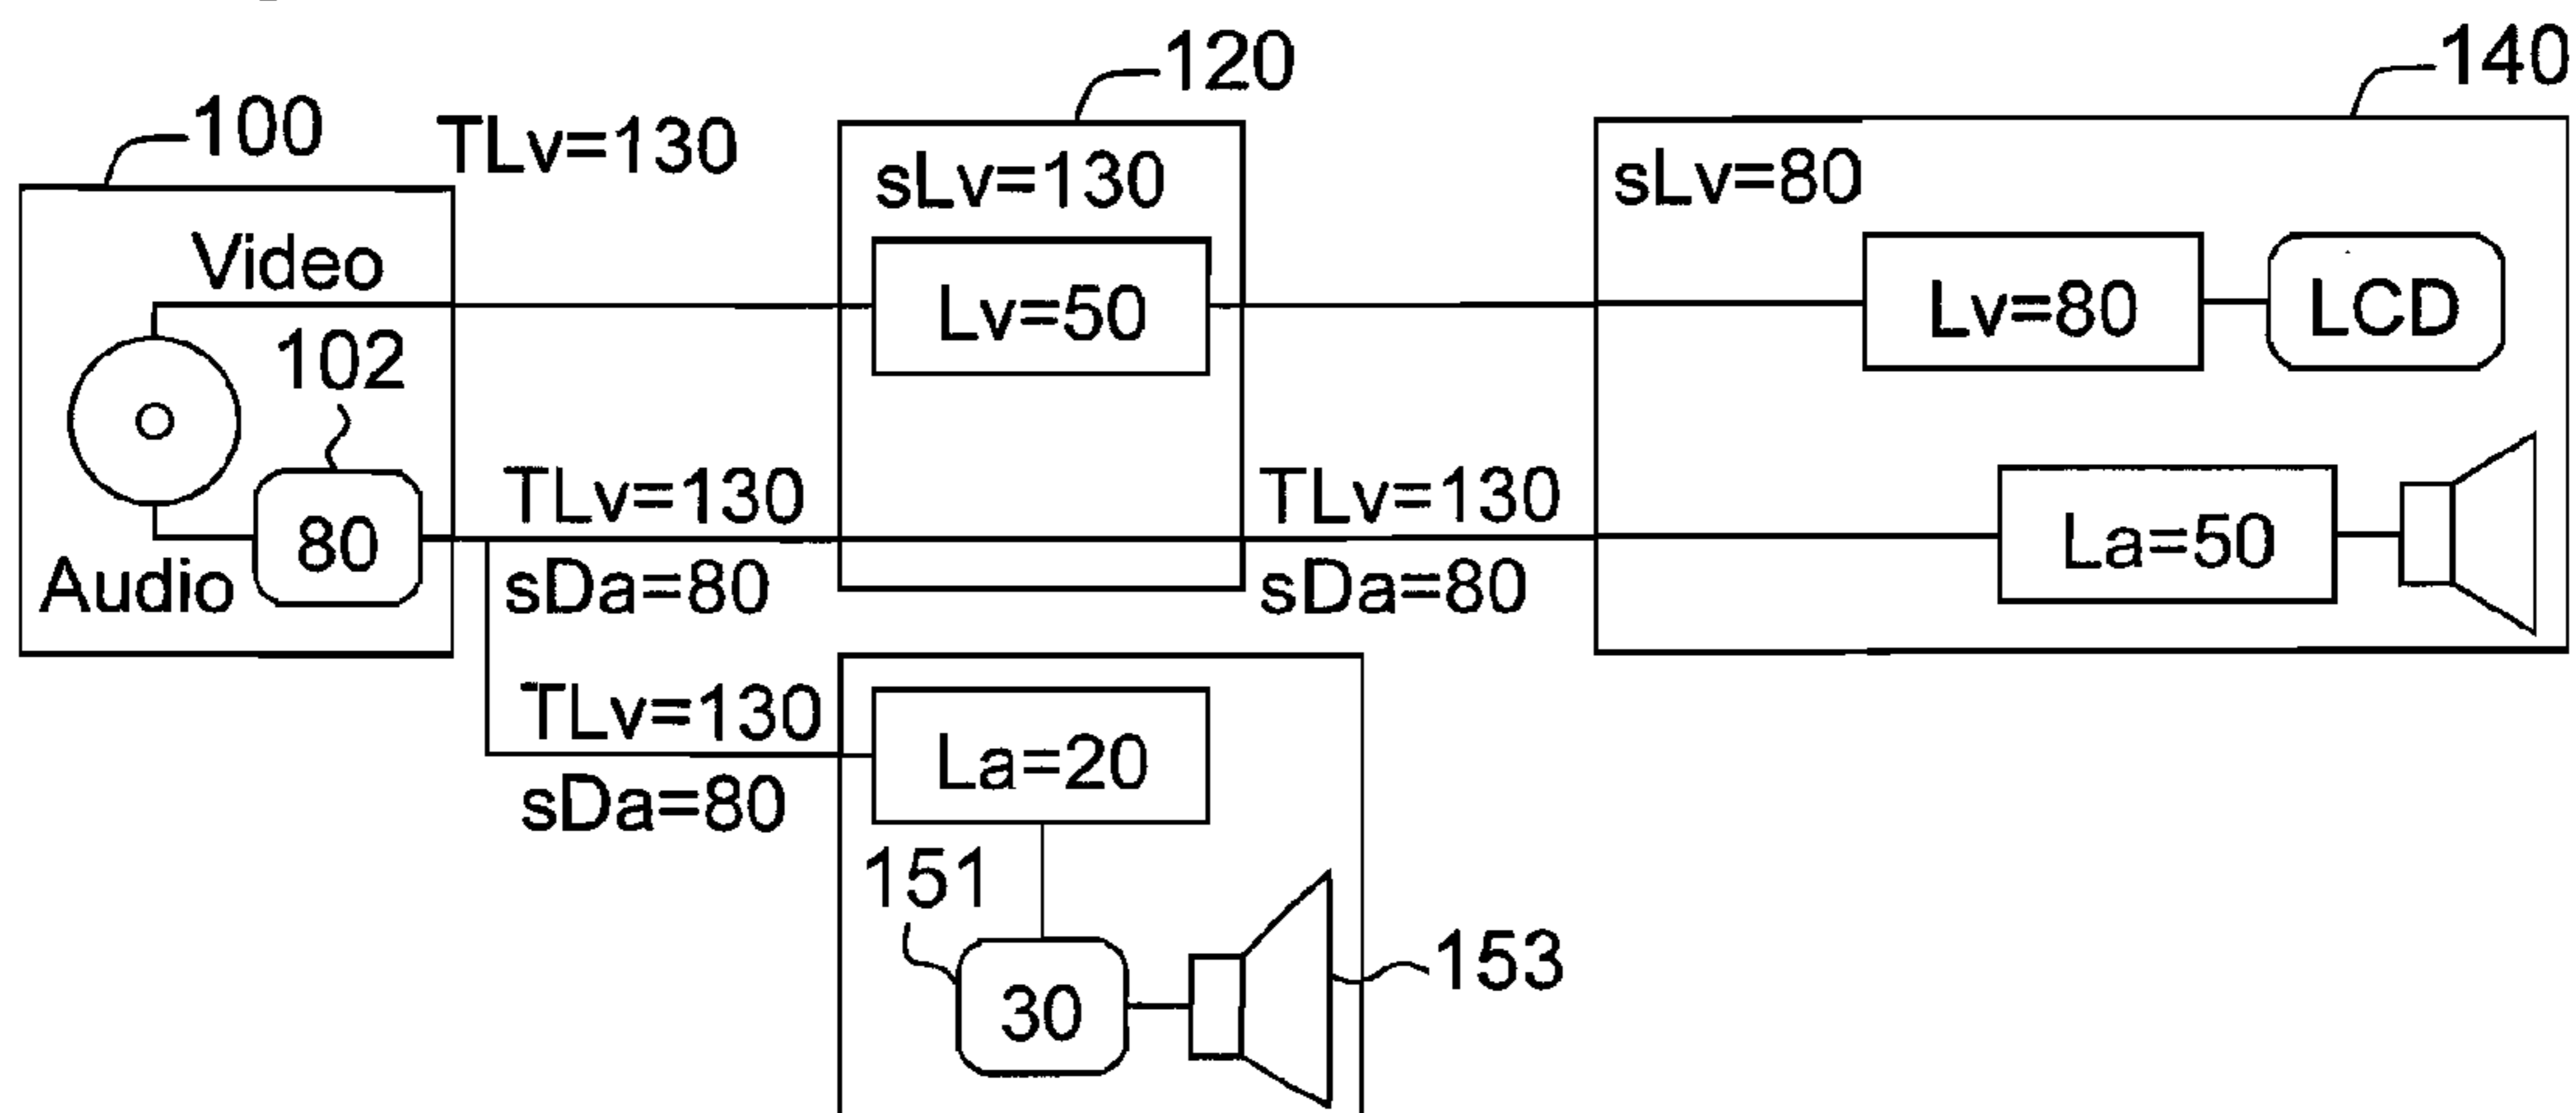 120
140
100
TLv=130
sLv=130
sLv=80
Video
Lv=50
Lv=80
LCD
102
80
Audio
TLv=130
sDa=80
TLv=130
sDa=80
La=50
TLv=130
sDa=80
La=20
151
30
153